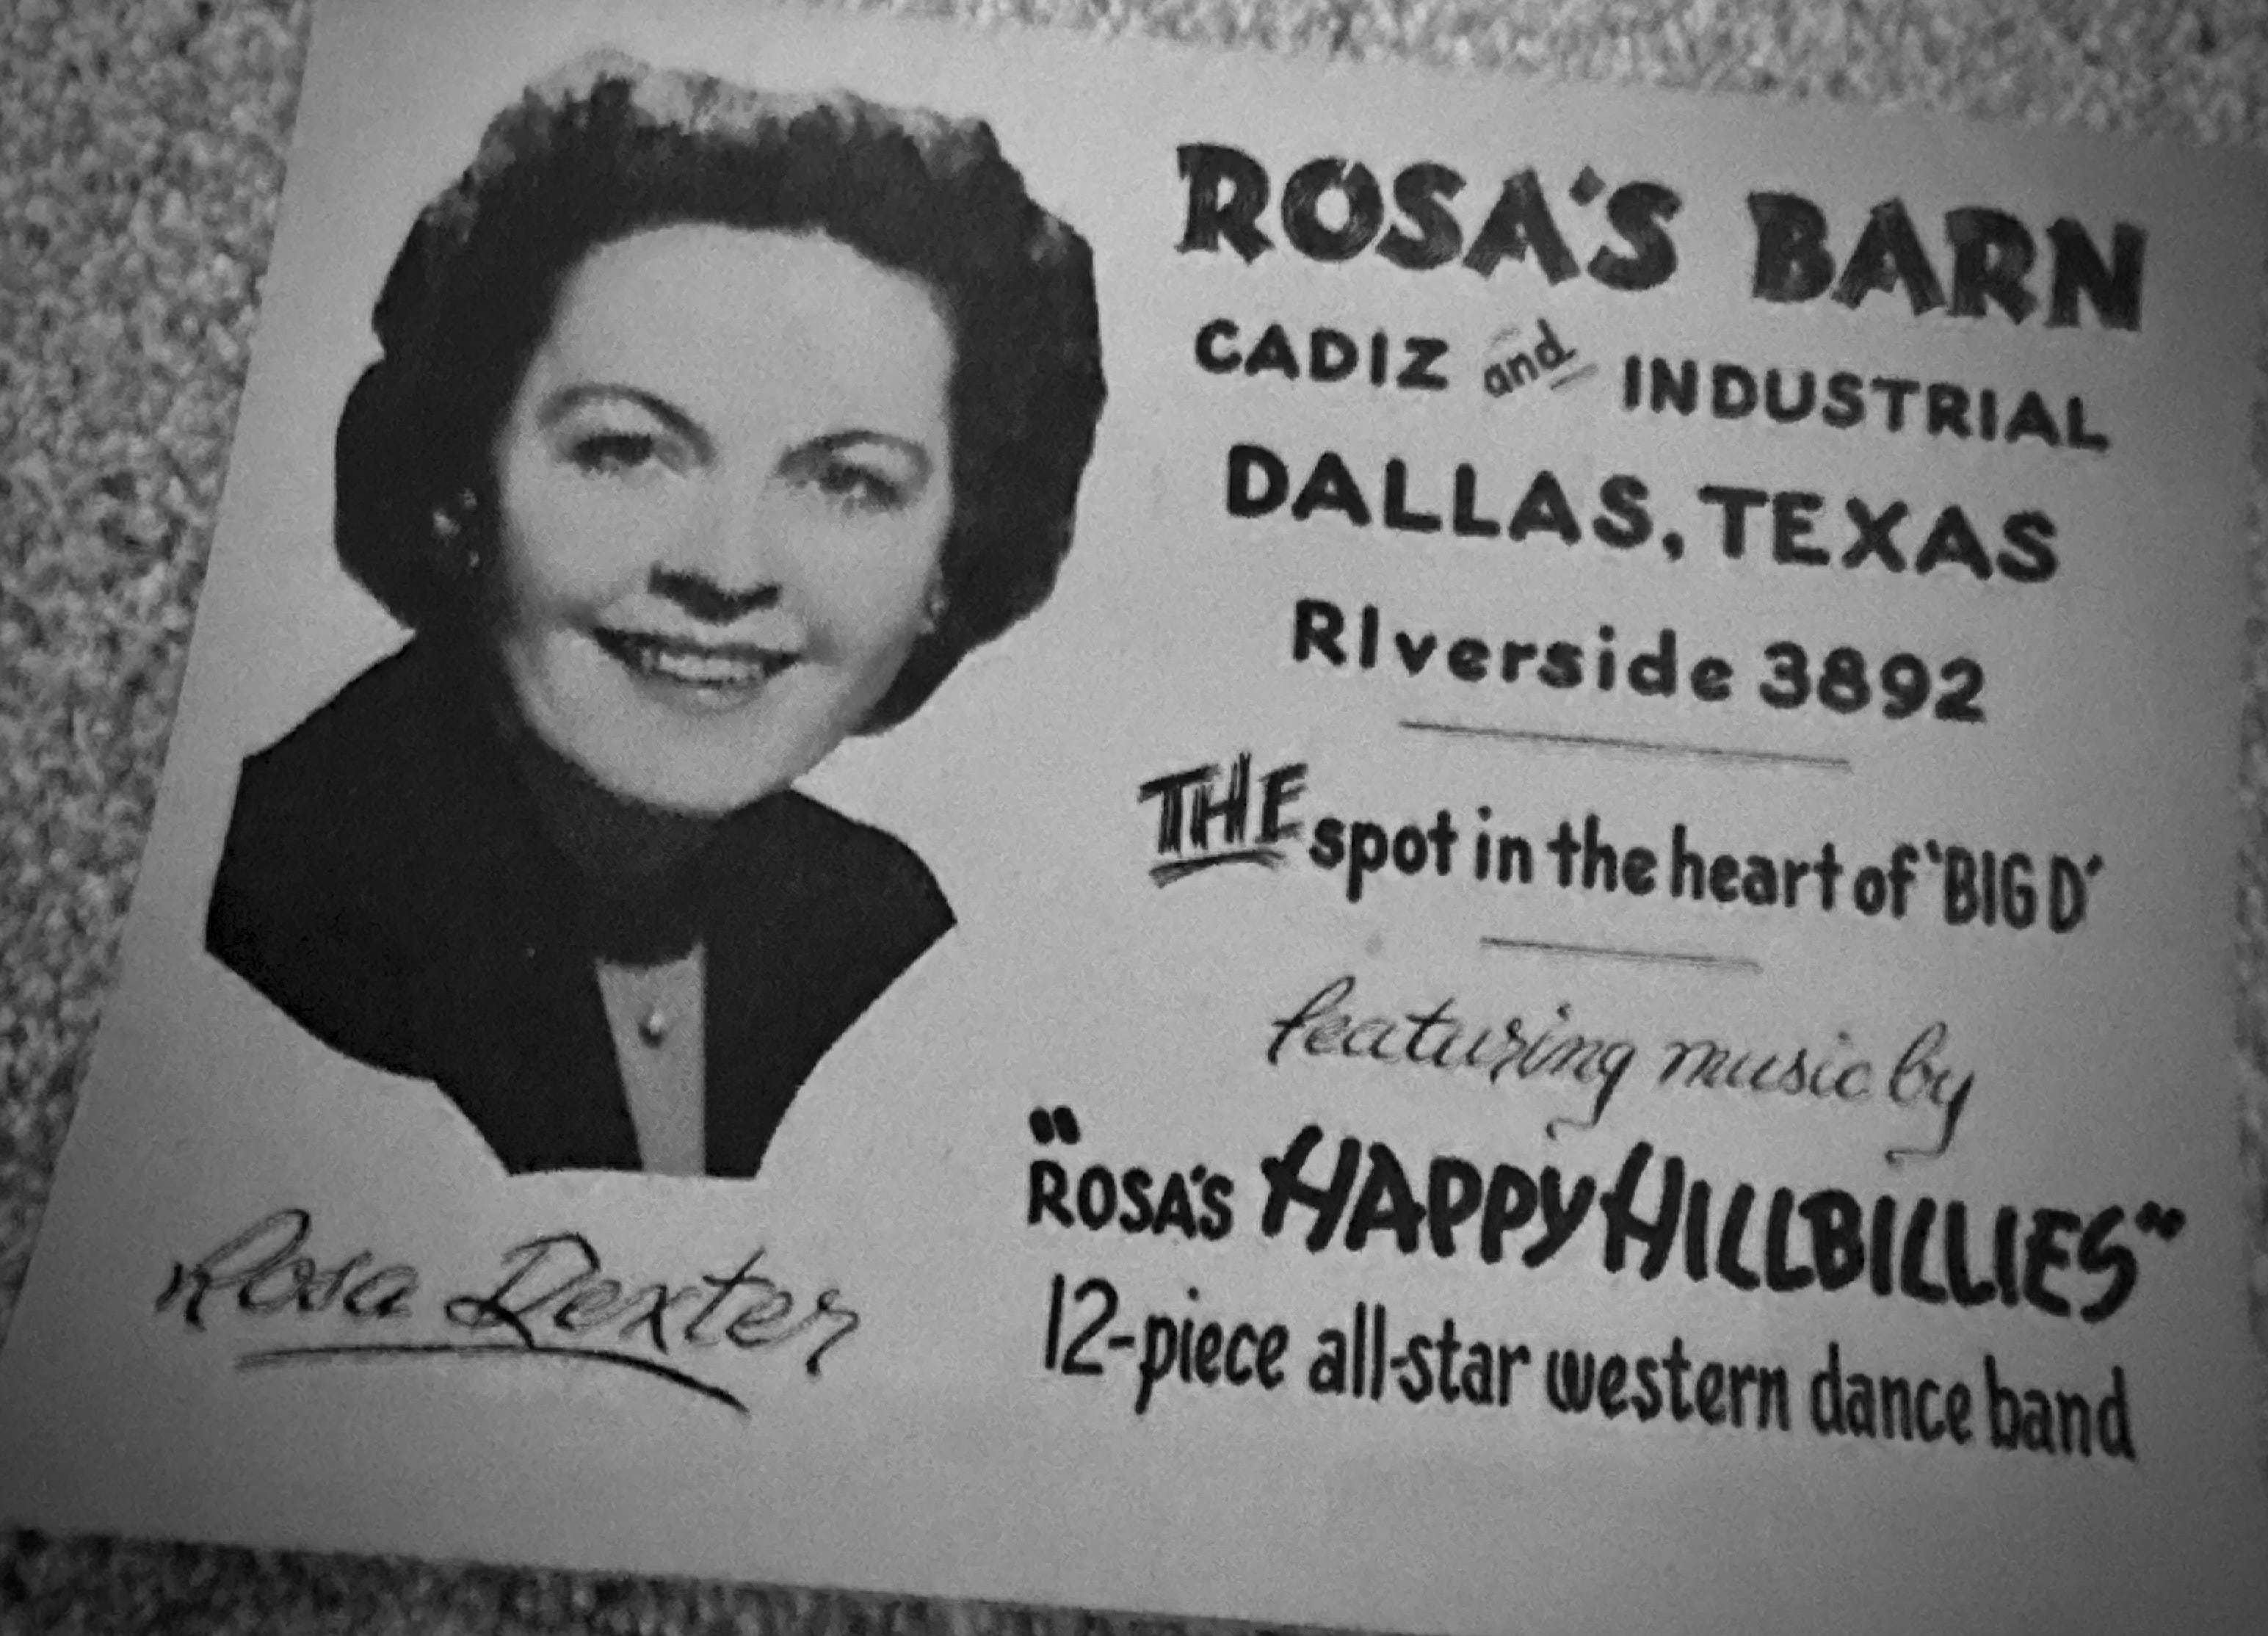 ROSA'S BARN
CADIZ and INDUSTRIAL
DALLAS, TEXAS
RIverside 3892
THE spot in the heart of 'BIG D'
featuring music by
"ROSA'S HAPPY HILLBILLIES"
12-piece all-star western dance band
Rosa Dexter